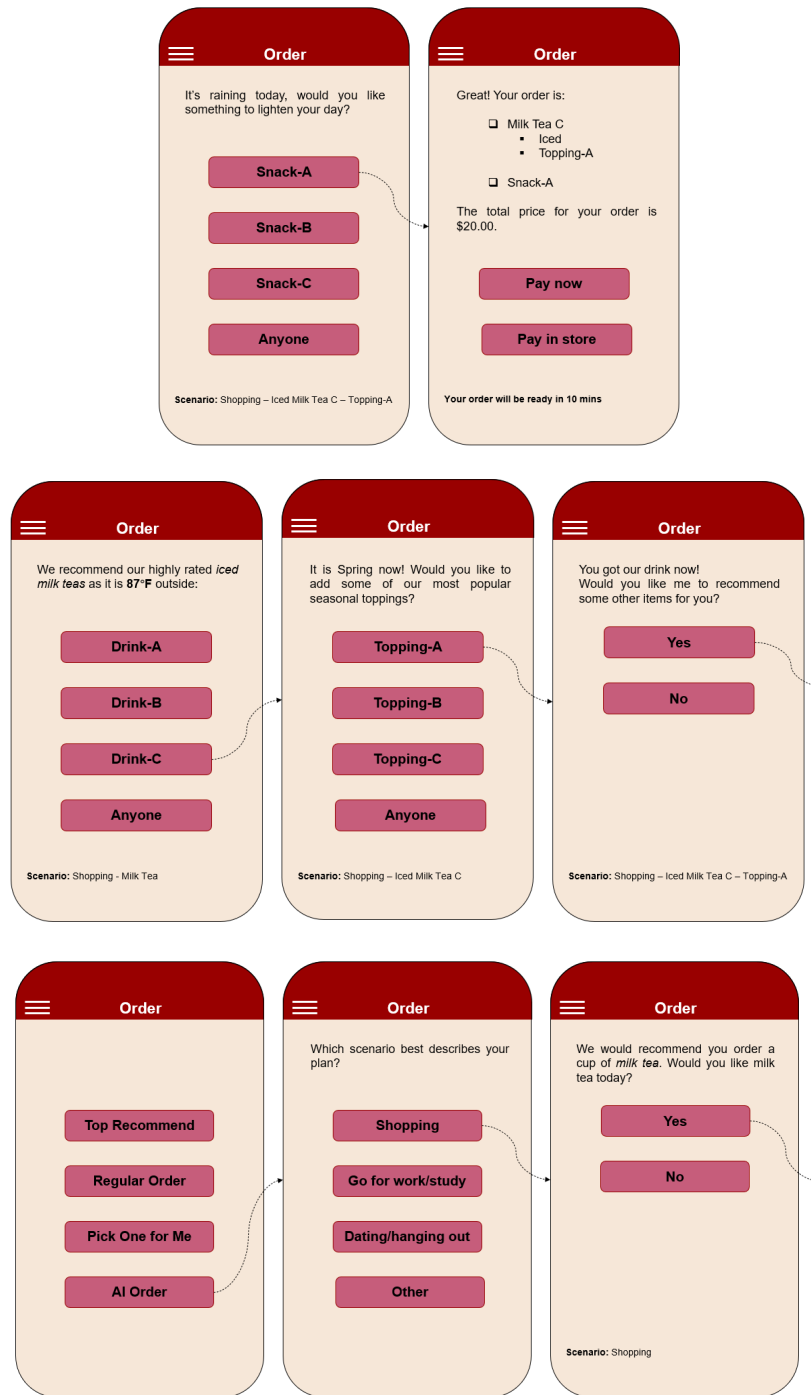 Order
It's raining today, would you like
something to lighten your day?
Snack-A
Snack-B
Snack-C
Anyone
Scenario: Shopping – Iced Milk Tea C – Topping-A
Order
Great! Your order is:
Milk Tea C
Iced
Topping-A
Snack-A
The total price for your order is
$20.00.
Pay now
Pay in store
Your order will be ready in 10 mins
Order
We recommend our highly rated iced
milk teas as it is 87°F outside:
Drink-A
Drink-B
Drink-C
Anyone
Scenario: Shopping - Milk Tea
Order
It is Spring now! Would you like to
add some of our most popular
seasonal toppings?
Topping-A
Topping-B
Topping-C
Anyone
Scenario: Shopping – Iced Milk Tea C
Order
You got our drink now!
Would you like me to recommend
some other items for you?
Yes
No
Scenario: Shopping – Iced Milk Tea C – Topping-A
Order
Top Recommend
Regular Order
Pick One for Me
AI Order
Order
Which scenario best describes your
plan?
Shopping
Go for work/study
Dating/hanging out
Other
Order
We would recommend you order a
cup of milk tea. Would you like milk
tea today?
Yes
No
Scenario: Shopping